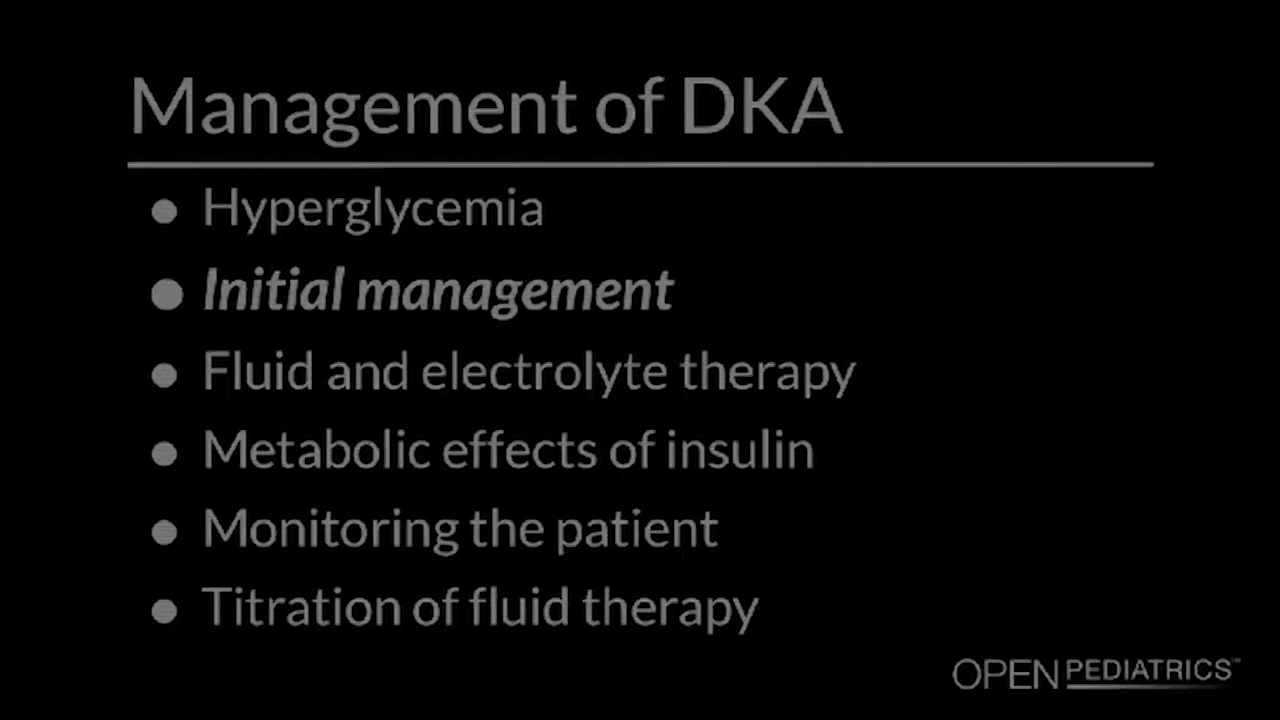 Management of DKA
● Hyperglycemia
● Initial management
● Fluid and electrolyte therapy
● Metabolic effects of insulin
● Monitoring the patient
● Titration of fluid therapy
OPEN PEDIATRICS™